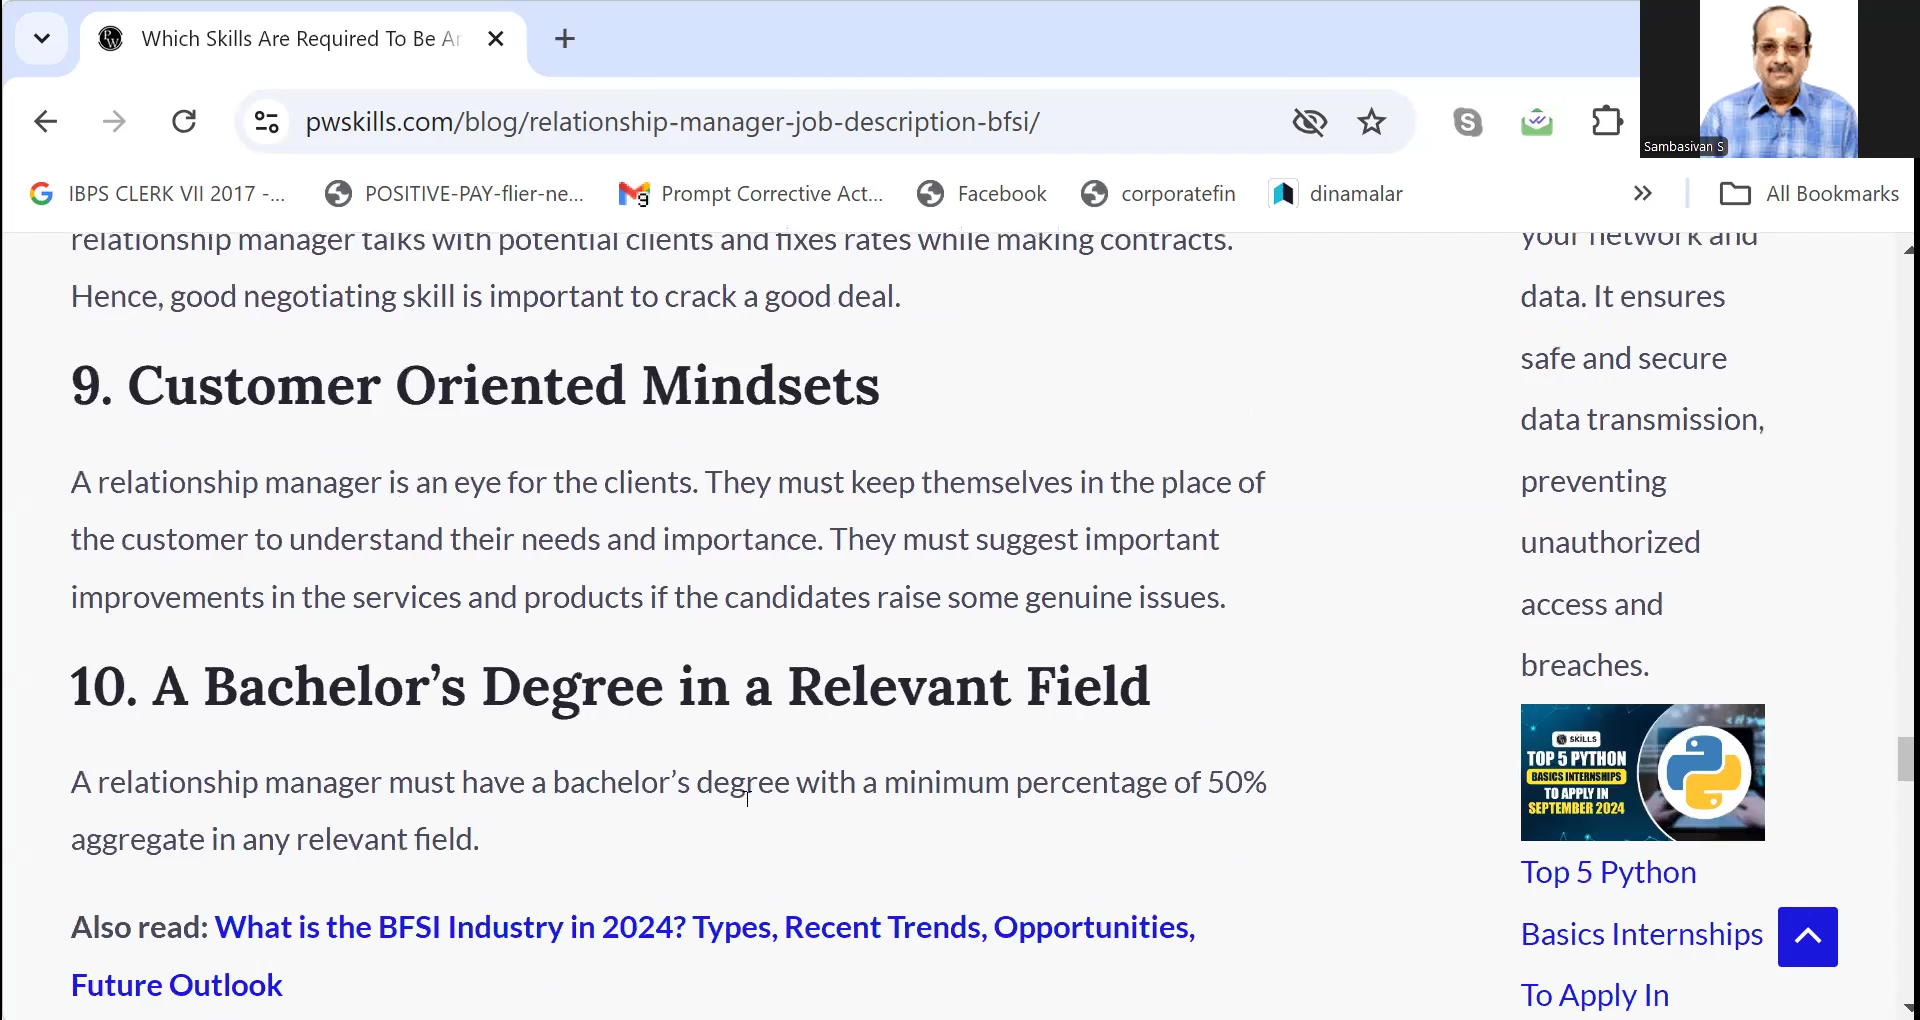 Which Skills Are Required To Be Ar
pwskills.com/blog/relationship-manager-job-description-bfsi/
Sambasivan S
IBPS CLERK VII 2017 -...
POSITIVE-PAY-flier-ne...
Prompt Corrective Act...
Facebook
corporatefin
dinamalar
All Bookmarks
relationship manager talks with potential clients and fixes rates while making contracts.
Hence, good negotiating skill is important to crack a good deal.
9. Customer Oriented Mindsets
A relationship manager is an eye for the clients. They must keep themselves in the place of
the customer to understand their needs and importance. They must suggest important
improvements in the services and products if the candidates raise some genuine issues.
10. A Bachelor’s Degree in a Relevant Field
A relationship manager must have a bachelor’s degree with a minimum percentage of 50%
aggregate in any relevant field.
Also read: What is the BFSI Industry in 2024? Types, Recent Trends, Opportunities,
Future Outlook
your network and
data. It ensures
safe and secure
data transmission,
preventing
unauthorized
access and
breaches.
SKILLS
TOP 5 PYTHON
BASICS INTERNSHIPS
TO APPLY IN
SEPTEMBER 2024
Top 5 Python
Basics Internships
To Apply In